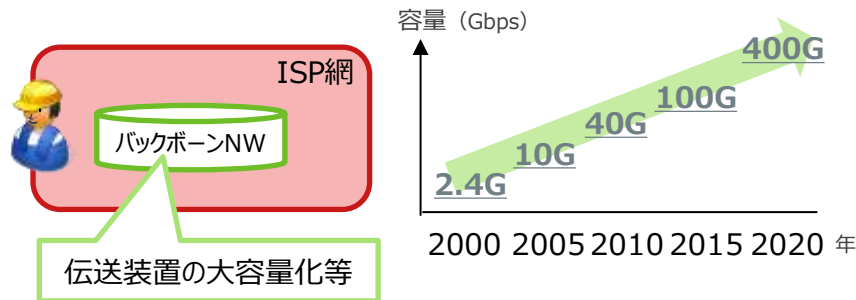 ISP網
バックボーンNW
伝送装置の大容量化等
容量（Gbps）
400G
100G
40G
10G
2.4G
2000 2005 2010 2015 2020 年